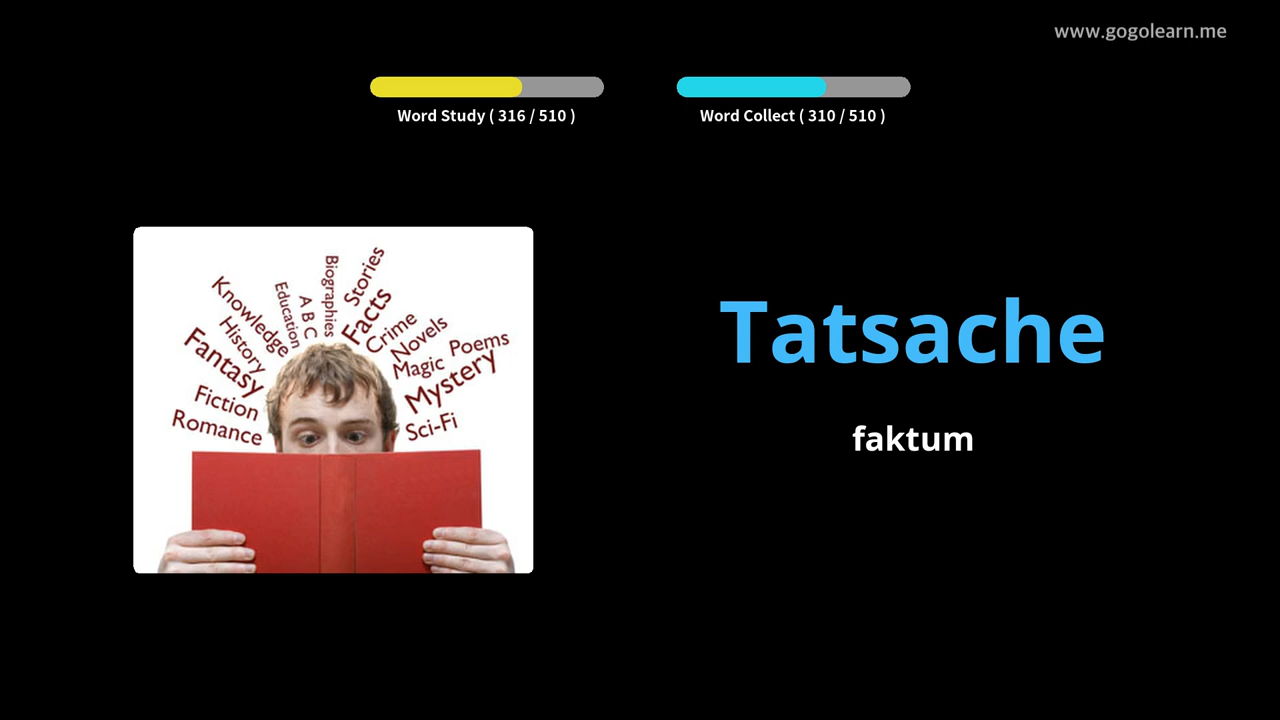 www.gogolearn.me
Word Study ( 316 / 510 )
Word Collect ( 310 / 510 )
Knowledge
History
Fantasy
Fiction
Romance
Education
A B C
Biographies
Stories
Facts
Crime
Novels
Magic
Poems
Mystery
Sci-Fi
Tatsache
faktum